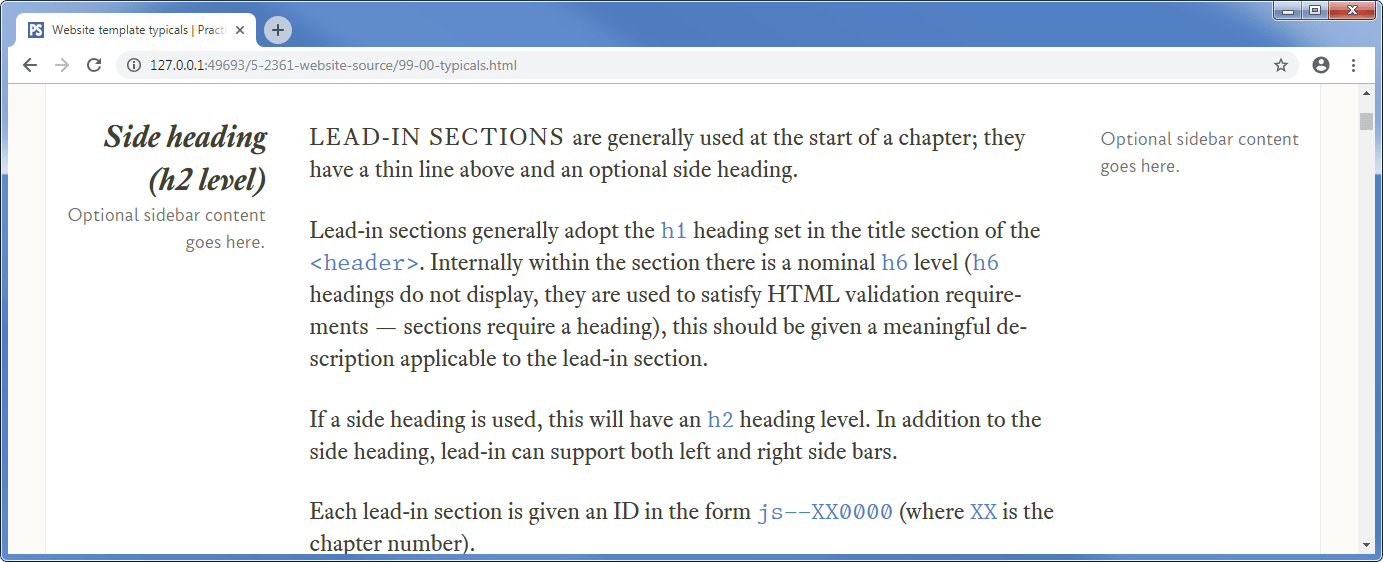 PS Website template typicals | Pract
127.0.0.1:49693/5-2361-website-source/99-00-typicals.html
Side heading
(h2 level)
Optional sidebar content
goes here.
LEAD-IN SECTIONS are generally used at the start of a chapter; they
have a thin line above and an optional side heading.
Lead-in sections generally adopt the h1 heading set in the title section of the
<header>. Internally within the section there is a nominal h6 level (h6
headings do not display, they are used to satisfy HTML validation require-
ments — sections require a heading), this should be given a meaningful de-
scription applicable to the lead-in section.
If a side heading is used, this will have an h2 heading level. In addition to the
side heading, lead-in can support both left and right side bars.
Each lead-in section is given an ID in the form js--XX0000 (where XX is the
chapter number).
Optional sidebar content
goes here.